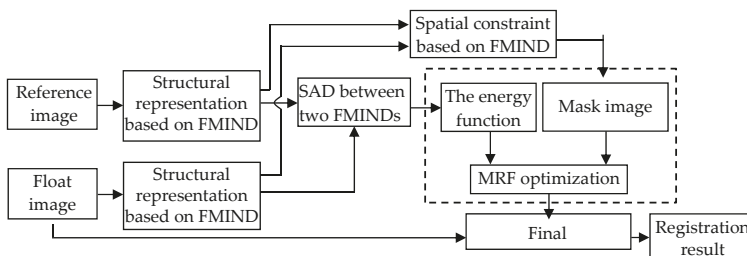 Spatial constraint
based on FMIND
Reference
image
Structural
representation
based on FMIND
SAD between
two FMINDs
The energy
function
Mask image
Float
image
Structural
representation
based on FMIND
MRF optimization
Final
Registration
result